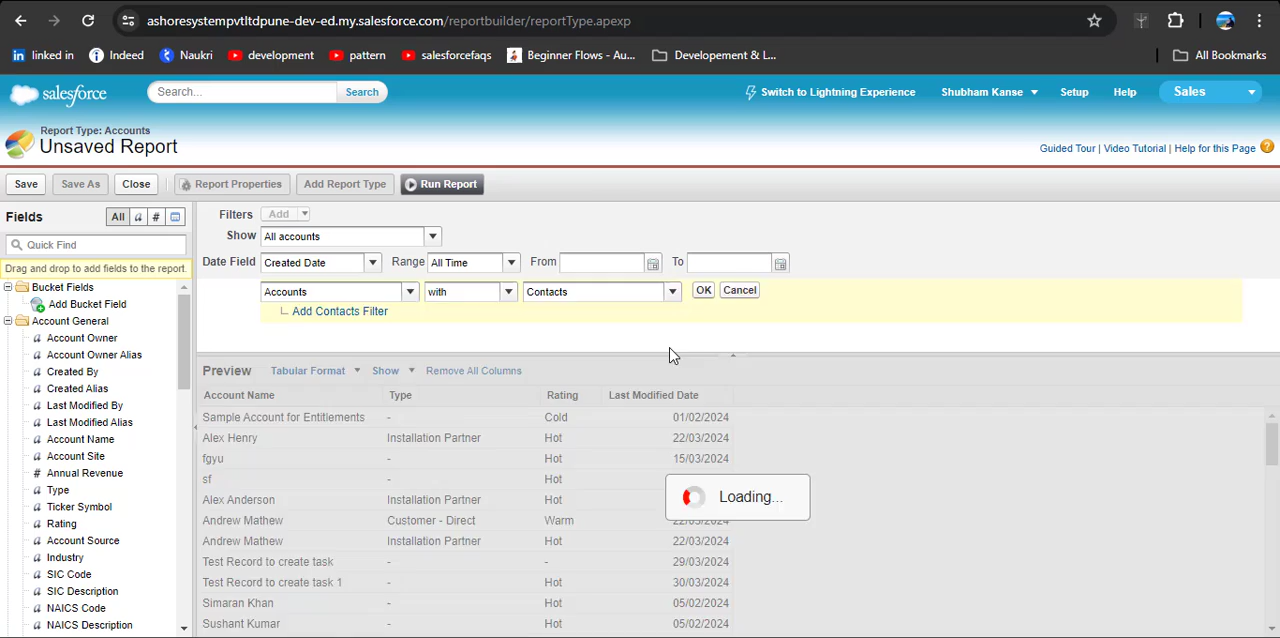 ashoresystempvtltdpune-dev-ed.my.salesforce.com/reportbuilder/reportType.apexp
linked in Indeed Naukri development pattern salesforcefaqs Beginner Flows - Au... Developement & L... All Bookmarks
salesforce Search... Search Switch to Lightning Experience Shubham Kanse Setup Help Sales
Report Type: Accounts
Unsaved Report
Guided Tour | Video Tutorial | Help for this Page
Save Save As Close Report Properties Add Report Type Run Report
Fields All a # Filters Add
Quick Find Show All accounts
Drag and drop to add fields to the report. Date Field Created Date Range All Time From To
Bucket Fields Accounts with Contacts OK Cancel
Add Bucket Field Add Contacts Filter
Account General
a Account Owner
a Account Owner Alias
a Created By Preview Tabular Format Show Remove All Columns
a Created Alias Account Name Type Rating Last Modified Date
a Last Modified By
a Last Modified Alias Sample Account for Entitlements - Cold 01/02/2024
a Account Name Alex Henry Installation Partner Hot 22/03/2024
a Account Site fgyu - Hot 15/03/2024
# Annual Revenue sf - Hot
a Type Alex Anderson Installation Partner Hot Loading...
a Ticker Symbol
a Rating Andrew Mathew Customer - Direct Warm 22/03/2024
a Account Source Andrew Mathew Installation Partner Hot 22/03/2024
a Industry Test Record to create task - - 29/03/2024
a SIC Code Test Record to create task 1 - Hot 30/03/2024
a SIC Description
a NAICS Code Simaran Khan - Hot 05/02/2024
a NAICS Description Sushant Kumar - Hot 05/02/2024